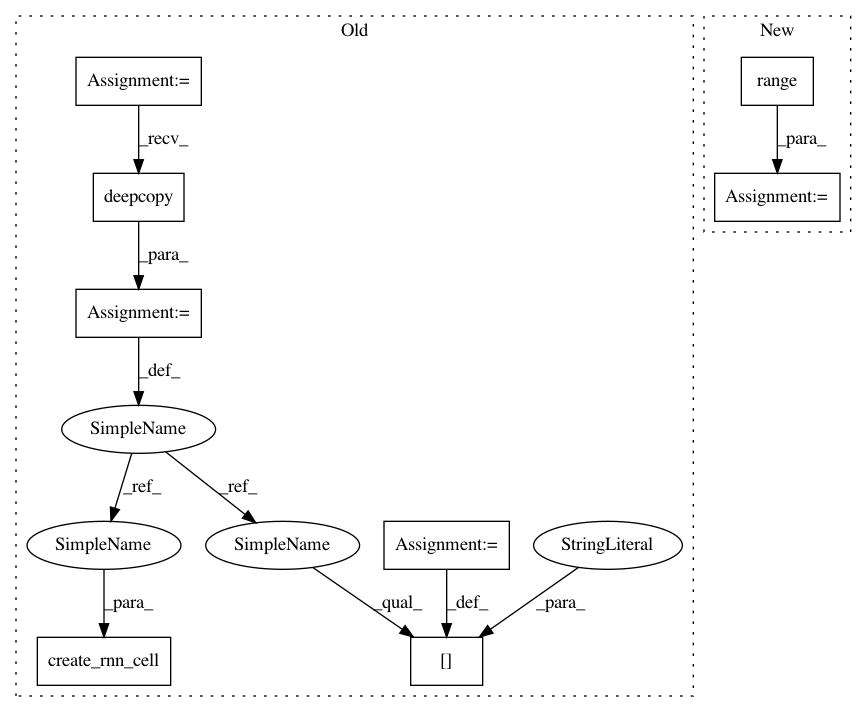 Old
New
Assignment:=
range
_recv_
_para_
deepcopy
Assignment:=
_para_
Assignment:=
_def_
SimpleName
_ref_
_ref_
SimpleName
SimpleName
Assignment:=
StringLiteral
_para_
_qual_
_def_
_para_
create_rnn_cell
[]